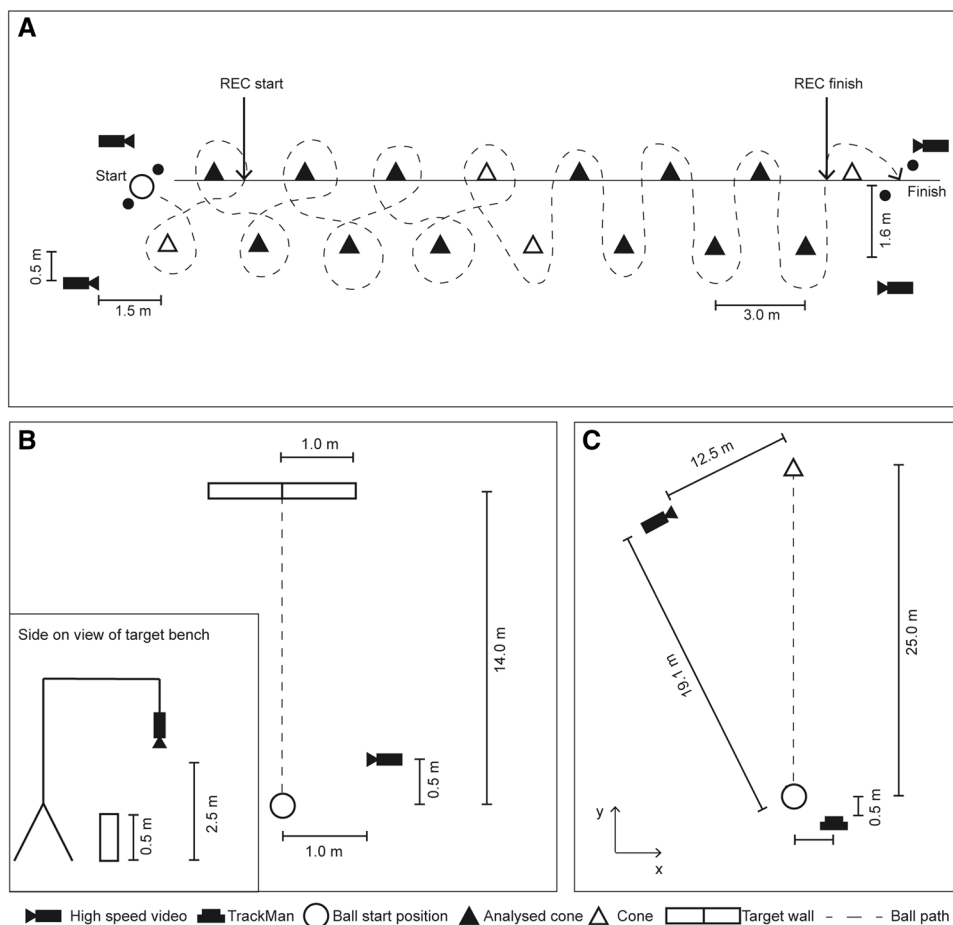 A
REC start
REC finish
Start
Finish
1.6 m
0.5 m
1.5 m
3.0 m
B
1.0 m
14.0 m
Side on view of target bench
0.5 m
2.5 m
0.5 m
1.0 m
C
12.5 m
25.0 m
19.1 m
0.5 m
y
x
High speed video TrackMan Ball start position Analysed cone Cone Target wall Ball path